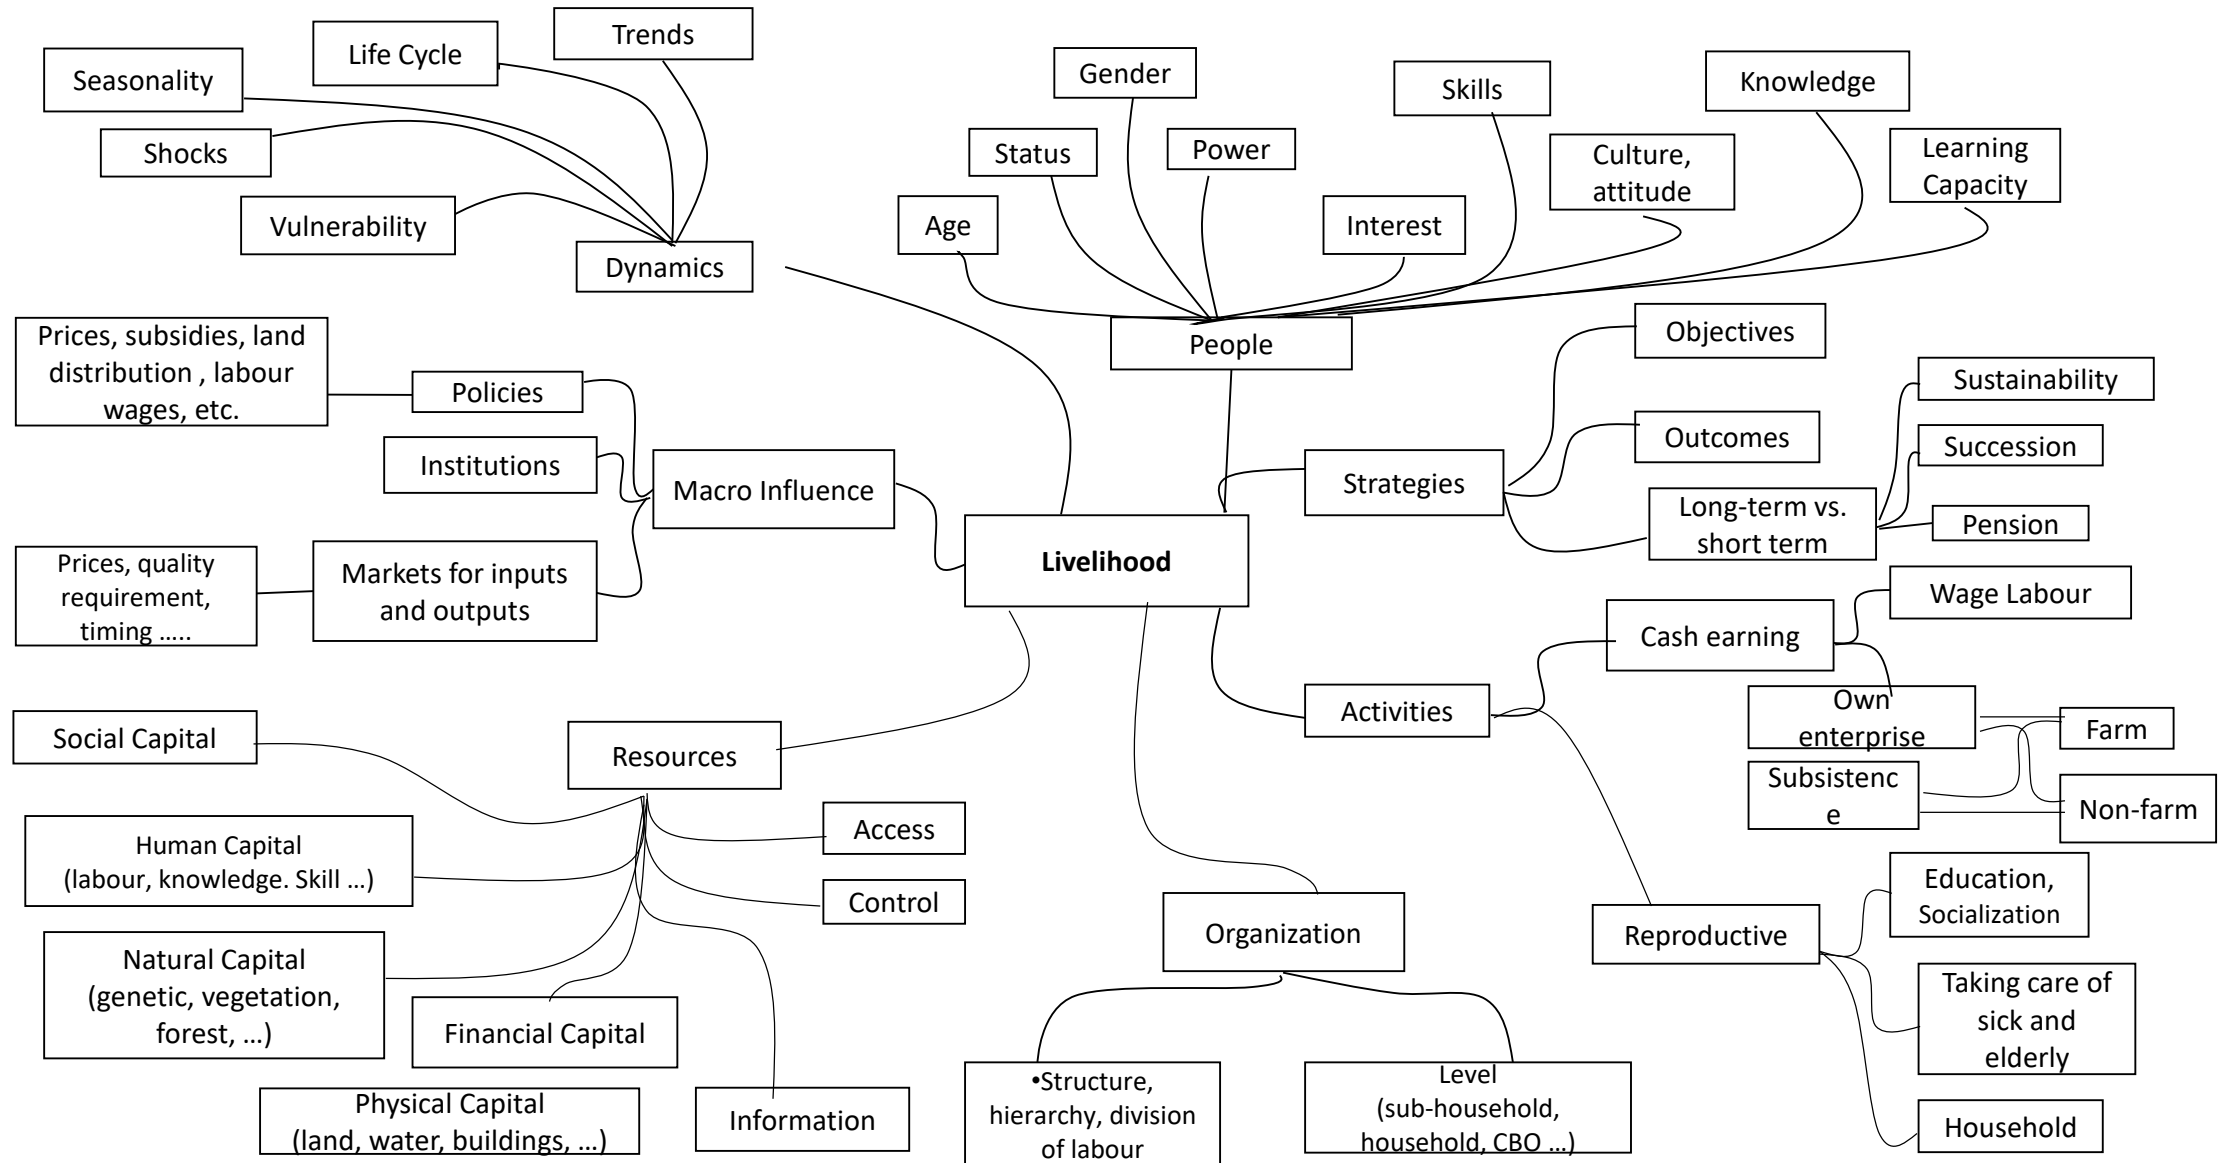 Trends
Life Cycle
Seasonality
Shocks
Vulnerability
Dynamics
Gender
Skills
Knowledge
Status
Power
Culture,
attitude
Learning
Capacity
Age
Interest
People
Prices, subsidies, land
distribution , labour
wages, etc.
Policies
Institutions
Macro Influence
Prices, quality
requirement,
timing .....
Markets for inputs
and outputs
Livelihood
Strategies
Objectives
Outcomes
Long-term vs.
short term
Sustainability
Succession
Pension
Activities
Cash earning
Wage Labour
Own
enterprise
Subsistenc
e
Farm
Non-farm
Reproductive
Education,
Socialization
Taking care of
sick and
elderly
Household
Resources
Social Capital
Human Capital
(labour, knowledge. Skill ...)
Natural Capital
(genetic, vegetation,
forest, ...)
Financial Capital
Physical Capital
(land, water, buildings, ...)
Access
Control
Information
Organization
•Structure,
hierarchy, division
of labour
Level
(sub-household,
household, CBO ...)